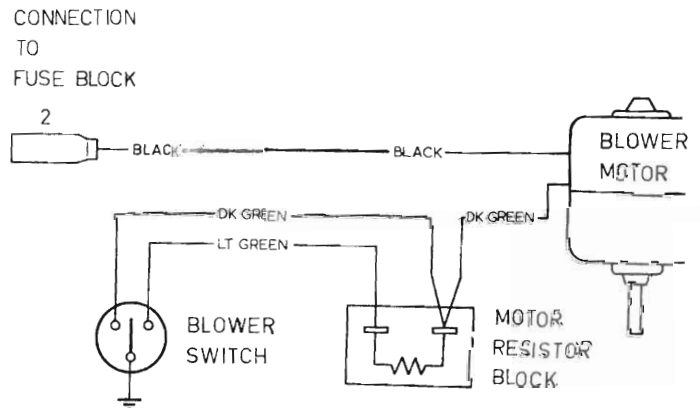 CONNECTION
TO
FUSE BLOCK
2
BLACK
BLACK
BLOWER
MOTOR
DK GREEN
DK GREEN
LT GREEN
BLOWER
SWITCH
MOTOR
RESISTOR
BLOCK